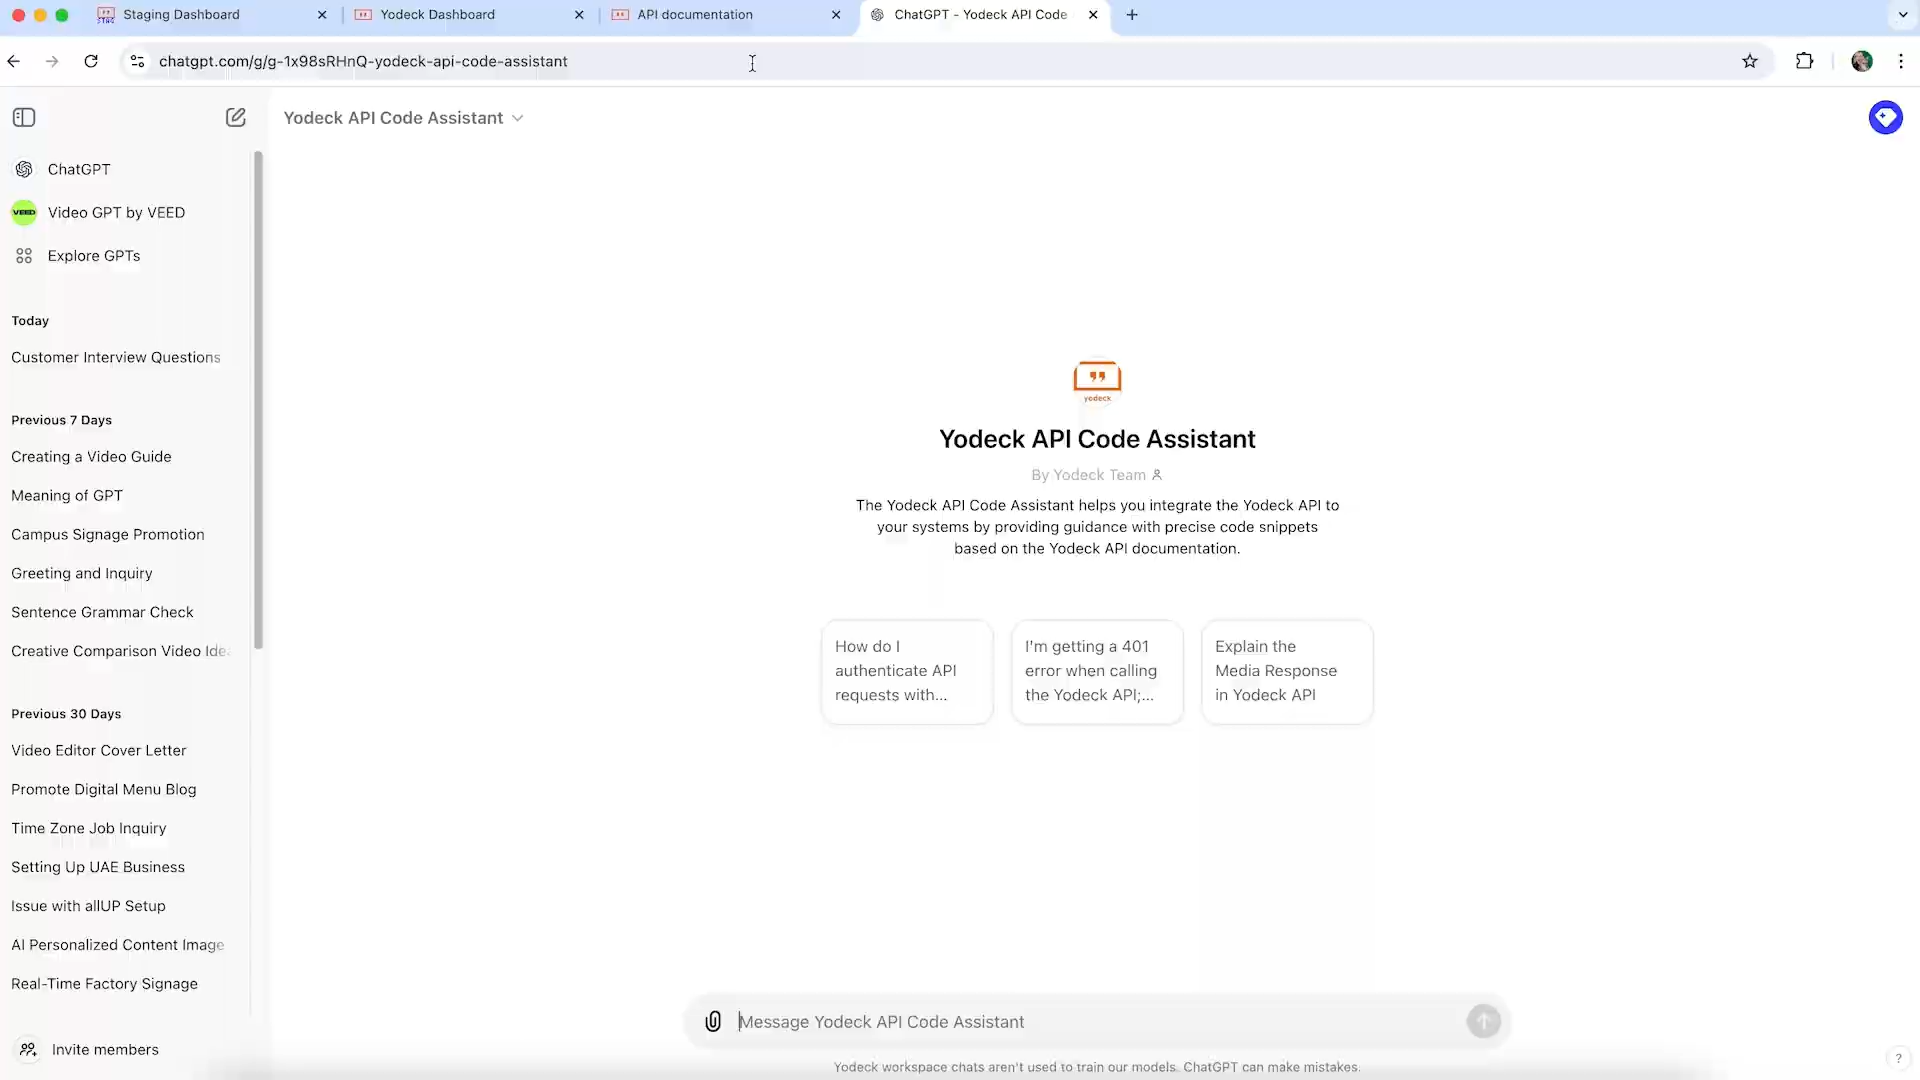 Staging Dashboard
Yodeck Dashboard
API documentation
ChatGPT - Yodeck API Code
chatgpt.com/g/g-1x98sRHnQ-yodeck-api-code-assistant
Yodeck API Code Assistant
ChatGPT
VEED
Video GPT by VEED
Explore GPTs
Today
Customer Interview Questions
Previous 7 Days
Creating a Video Guide
Meaning of GPT
Campus Signage Promotion
Greeting and Inquiry
Sentence Grammar Check
Creative Comparison Video Idea
Previous 30 Days
Video Editor Cover Letter
Promote Digital Menu Blog
Time Zone Job Inquiry
Setting Up UAE Business
Issue with allUP Setup
AI Personalized Content Image
Real-Time Factory Signage
Invite members
yodeck
Yodeck API Code Assistant
By Yodeck Team
The Yodeck API Code Assistant helps you integrate the Yodeck API to
your systems by providing guidance with precise code snippets
based on the Yodeck API documentation.
How do I
authenticate API
requests with...
I'm getting a 401
error when calling
the Yodeck API;...
Explain the
Media Response
in Yodeck API
Message Yodeck API Code Assistant
Yodeck workspace chats aren't used to train our models. ChatGPT can make mistakes.
?